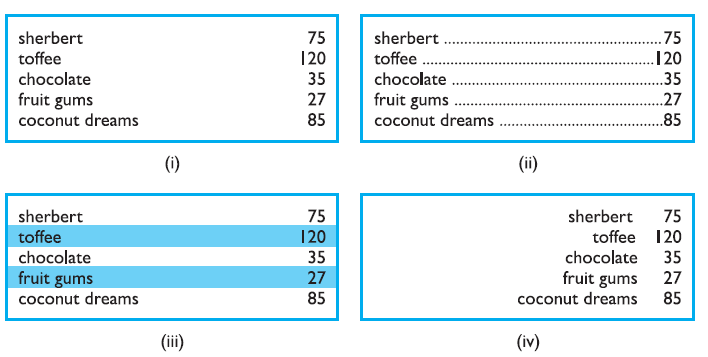 sherbert 75
toffee 120
chocolate 35
fruit gums 27
coconut dreams 85
(i)
sherbert ......................................................75
toffee ..........................................................120
chocolate .....................................................35
fruit gums ....................................................27
coconut dreams .........................................85
(ii)
sherbert 75
toffee 120
chocolate 35
fruit gums 27
coconut dreams 85
(iii)
sherbert 75
toffee 120
chocolate 35
fruit gums 27
coconut dreams 85
(iv)